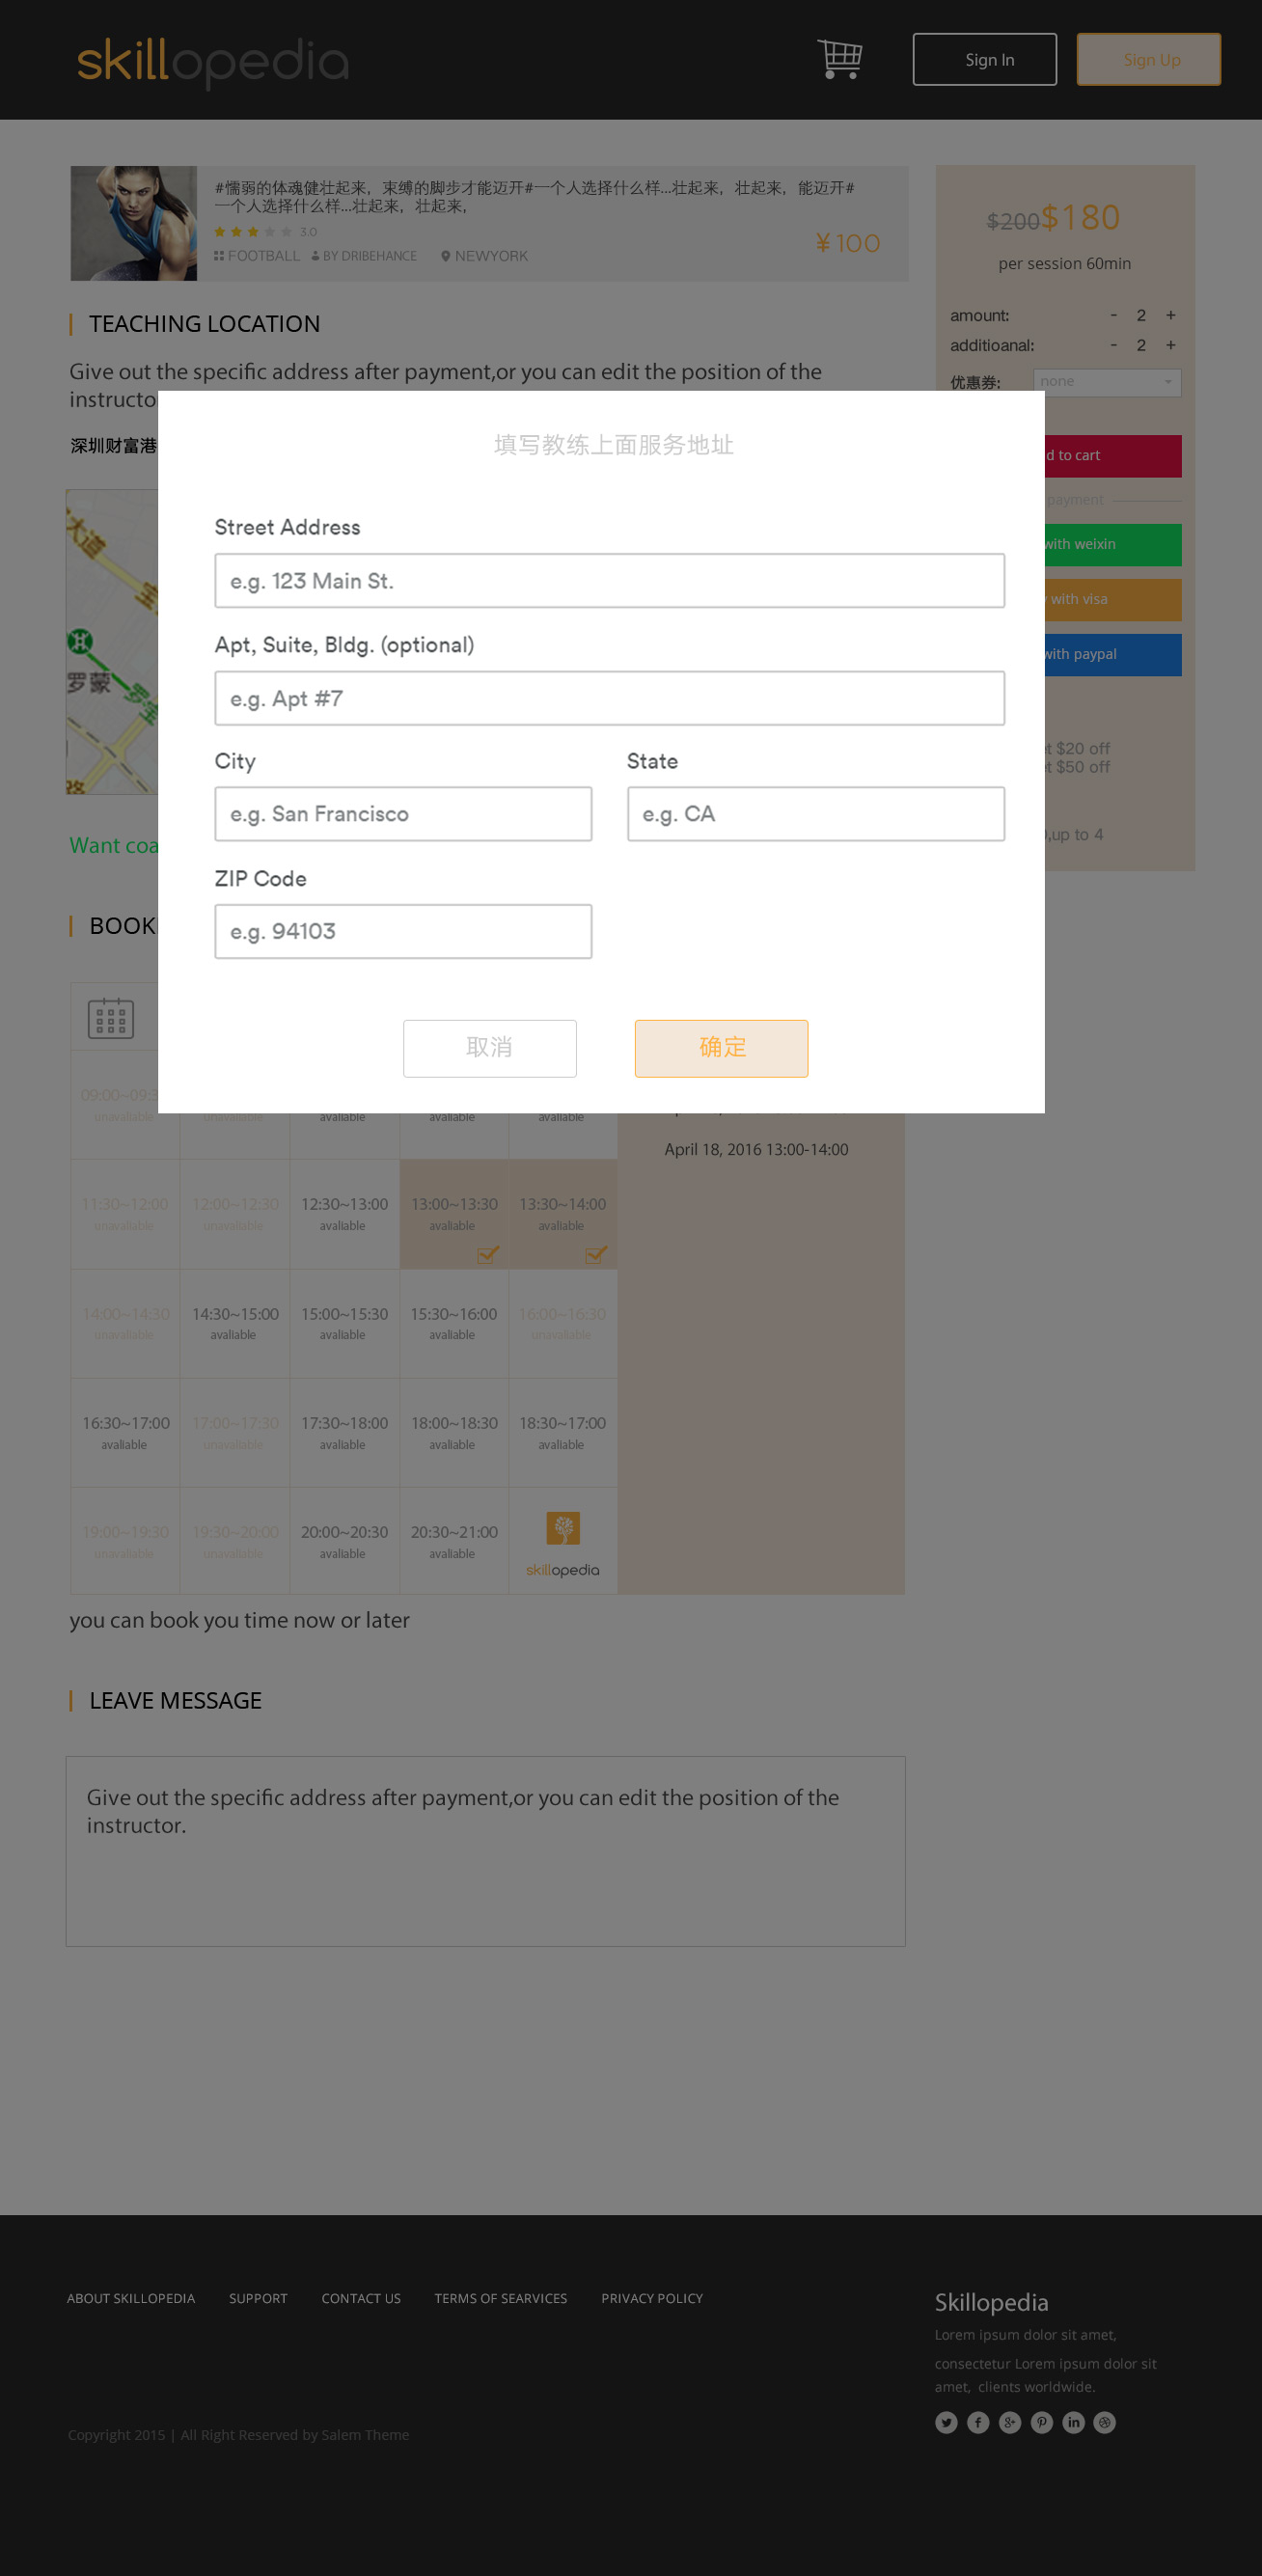 skillopedia
Sign In
Sign Up
#懦弱的体魂健壮起来，束缚的脚步才能迈开#一个人选择什么样...壮起来，壮起来，能迈开#
一个人选择什么样...壮起来，壮起来，
3.0
FOOTBALL BY DRIBEHANCE NEWYORK
¥100
$200$180
per session 60min
amount: - 2 +
additioanal: - 2 +
优惠券: none
d to cart
payment
with weixin
with visa
with paypal
et $20 off
et $50 off
0,up to 4
TEACHING LOCATION
Give out the specific address after payment,or you can edit the position of the
instructor
深圳财富港
罗蒙
罗宝
Want coa
BOOK
填写教练上面服务地址
Street Address
e.g. 123 Main St.
Apt, Suite, Bldg. (optional)
e.g. Apt #7
City
State
e.g. San Francisco
e.g. CA
ZIP Code
e.g. 94103
取消
确定
09:00~09:3
unavaliable unavaliable avaliable avaliable avaliable
April 18, 2016 13:00-14:00
11:30~12:00 12:00~12:30 12:30~13:00 13:00~13:30 13:30~14:00
unavaliable unavaliable avaliable avaliable avaliable
14:00~14:30 14:30~15:00 15:00~15:30 15:30~16:00 16:00~16:30
unavaliable avaliable avaliable avaliable unavaliable
16:30~17:00 17:00~17:30 17:30~18:00 18:00~18:30 18:30~17:00
avaliable unavaliable avaliable avaliable avaliable
19:00~19:30 19:30~20:00 20:00~20:30 20:30~21:00
unavaliable unavaliable avaliable avaliable
skillopedia
you can book you time now or later
LEAVE MESSAGE
Give out the specific address after payment,or you can edit the position of the
instructor.
ABOUT SKILLOPEDIA SUPPORT CONTACT US TERMS OF SEARVICES PRIVACY POLICY
Skillopedia
Lorem ipsum dolor sit amet,
consectetur Lorem ipsum dolor sit
amet, clients worldwide.
Copyright 2015 | All Right Reserved by Salem Theme